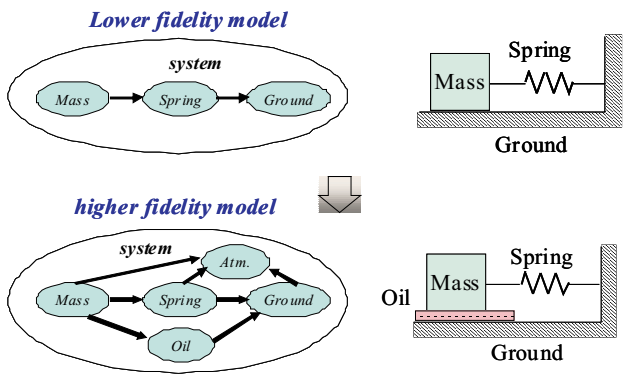 Lower fidelity model
system
Mass
Spring
Ground
Spring
Mass
Ground
higher fidelity model
system
Atm.
Mass
Spring
Ground
Oil
Spring
Mass
Oil
Ground